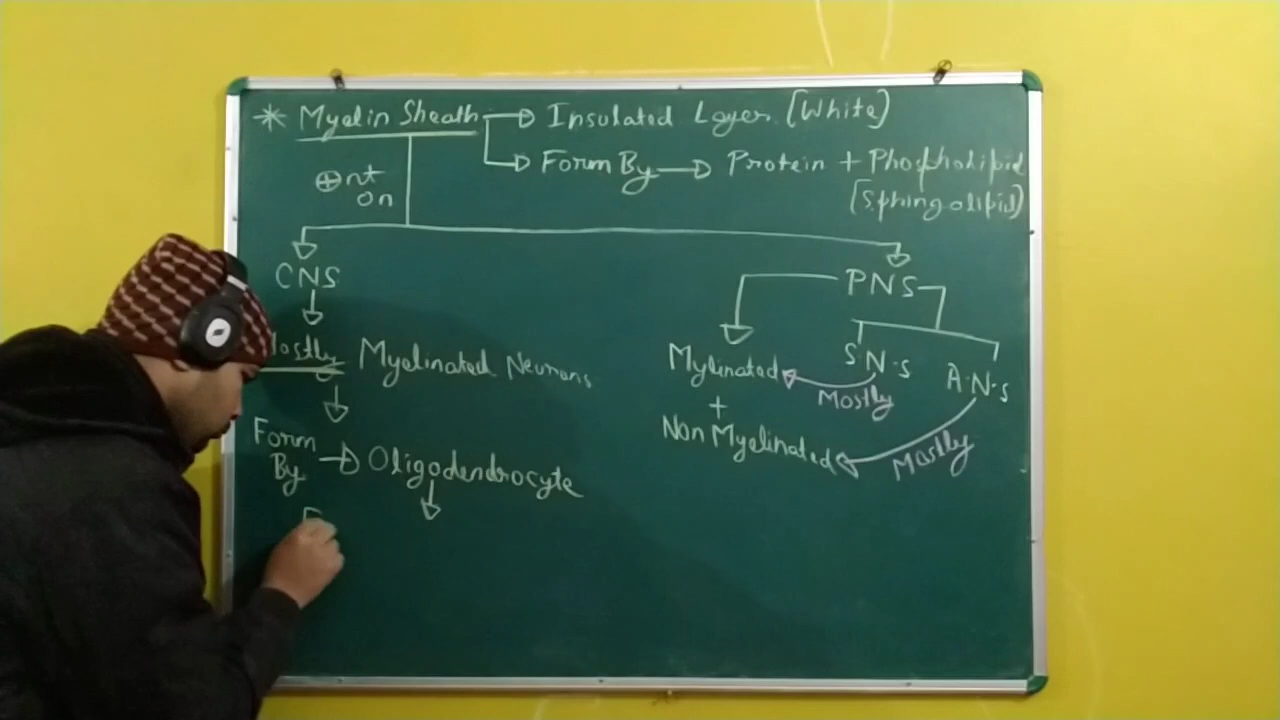 * Myelin Sheath → Insulated Layer [White]
→ Form By → Protein + Phospholipid
[Sphingolipid]
⊕nt
on
CNS
PNS
Mostly Myelinated Neurons
Mylinated
S.N.S
A.N.S
Mostly
+
Non Myelinated
Mostly
Form
By → Oligodendrocyte